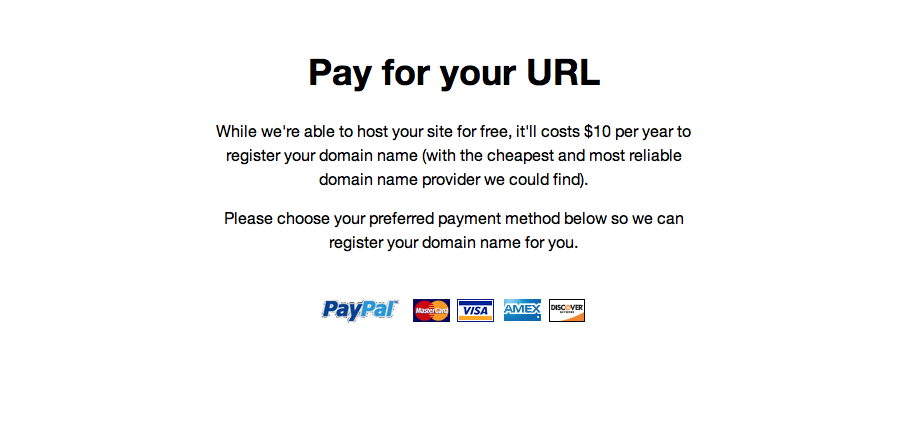 Pay for your URL
While we're able to host your site for free, it'll costs $10 per year to
register your domain name (with the cheapest and most reliable
domain name provider we could find).
Please choose your preferred payment method below so we can
register your domain name for you.
PayPal MasterCard VISA AMEX DISCOVER
NETWORK